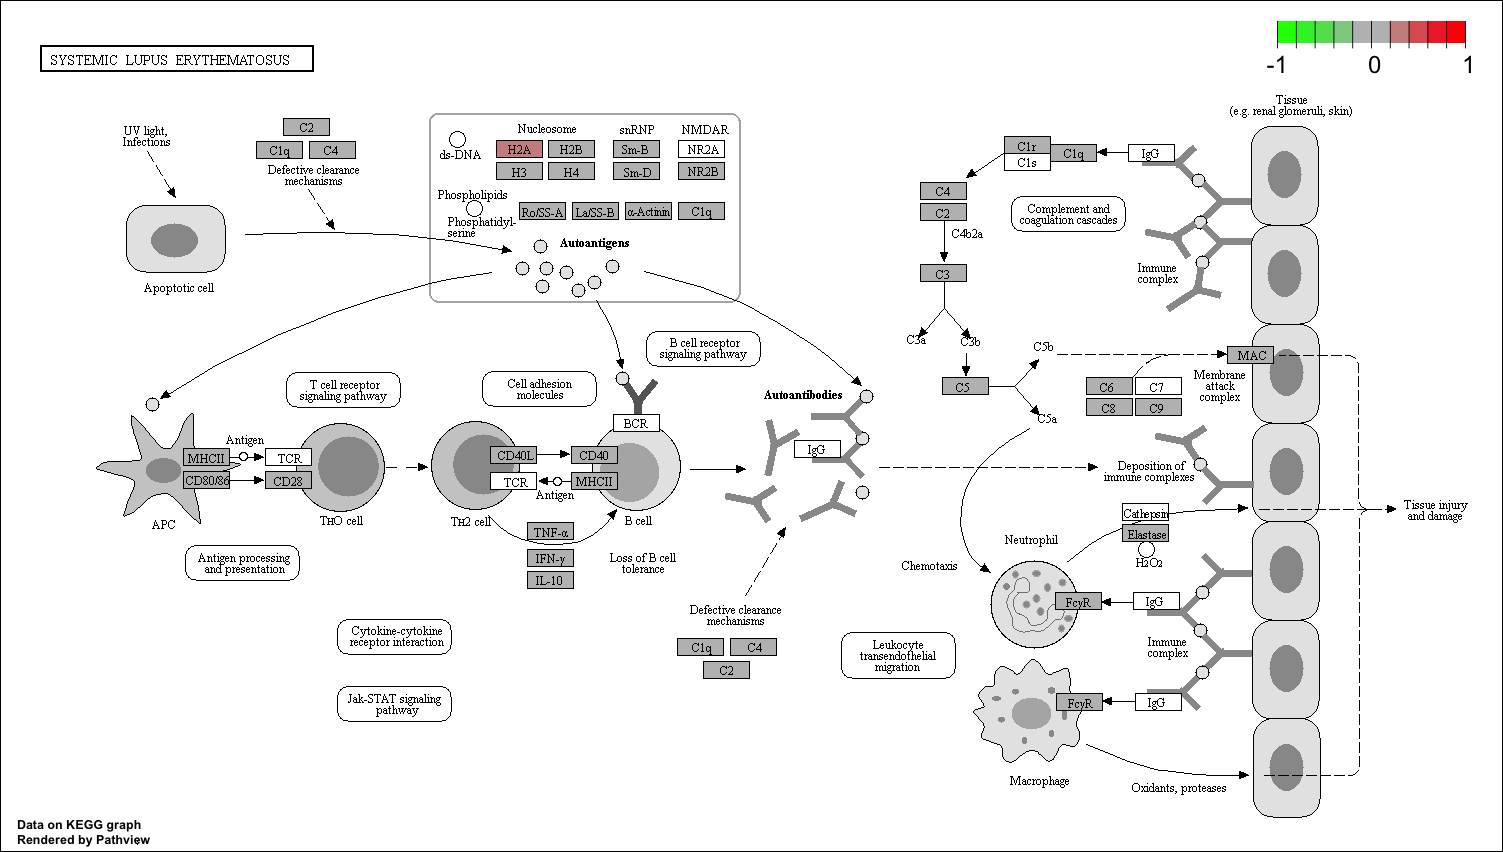 SYSTEMIC LUPUS ERYTHEMATOSUS
-1
0
1
UV light,
Infections
C2
C1q
C4
Defective clearance
mechanisms
Apoptotic cell
ds-DNA
Nucleosome
snRNP
NMDAR
H2A
H2B
Sm-B
NR2A
H3
H4
Sm-D
NR2B
Phospholipids
Phosphatidyl-
serine
Ro/SS-A
La/SS-B
α-Actinin
C1q
Autoantigens
Tissue
(e.g. renal glomeruli, skin)
C1r
C1s
C1q
IgG
C4
C2
C4b2a
Complement and
coagulation cascades
Immune
complex
C3
C3a
C3b
C5b
C5
C5a
MAC
Membrane
attack
complex
C6
C7
C8
C9
B cell receptor
signaling pathway
T cell receptor
signaling pathway
Cell adhesion
molecules
BCR
Autoantibodies
IgG
MHCII
Antigen
TCR
CD80/86
CD28
APC
TH0 cell
CD40L
CD40
TCR
Antigen
MHCII
TH2 cell
B cell
TNF-α
IFN-γ
IL-10
Loss of B cell
tolerance
Antigen processing
and presentation
Deposition of
immune complexes
Cathepsin
Elastase
H2O2
Tissue injury
and damage
Neutrophil
Chemotaxis
FcγR
IgG
Immune
complex
Defective clearance
mechanisms
C1q
C4
C2
Cytokine-cytokine
receptor interaction
Leukocyte
transendothelial
migration
Jak-STAT signaling
pathway
FcγR
IgG
Macrophage
Oxidants, proteases
Data on KEGG graph
Rendered by Pathview